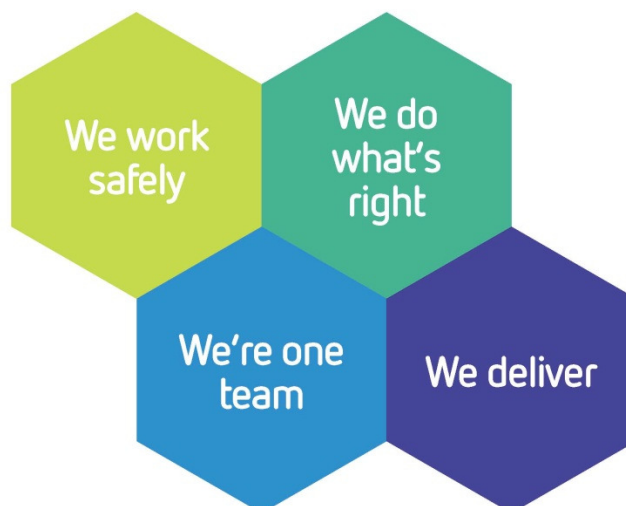 We work
safely
We do
what's
right
We're one
team
We deliver